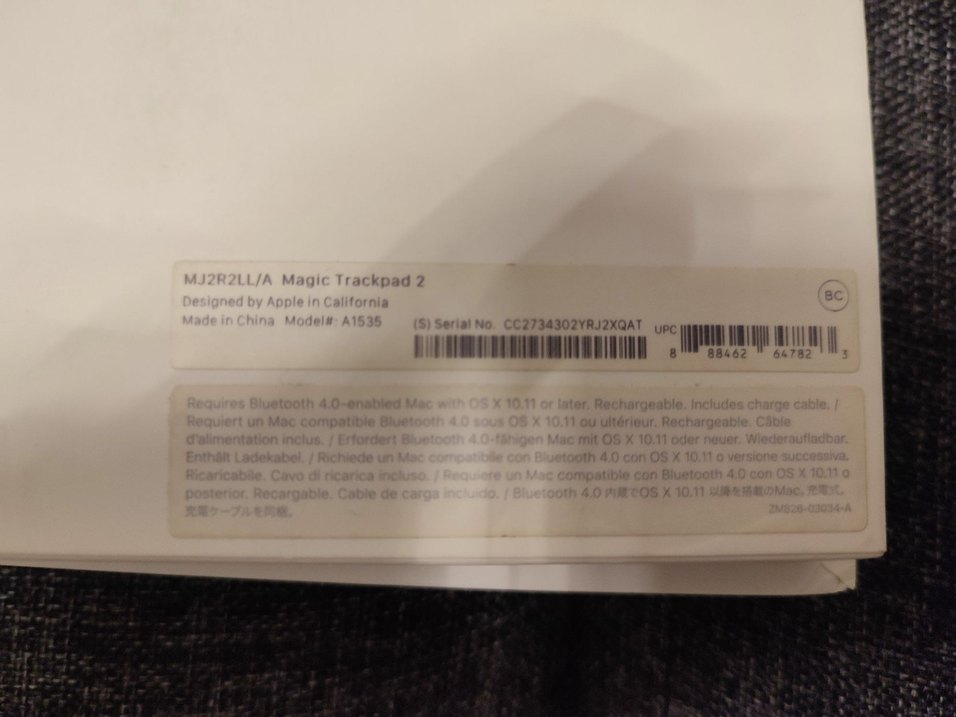 MJ2R2LL/A Magic Trackpad 2
Designed by Apple in California
Made in China Model#: A1535
(S) Serial No. CC2734302YRJ2XQAT
UPC
8 88462 64782 3
BC
Requires Bluetooth 4.0-enabled Mac with OS X 10.11 or later. Rechargeable. Includes charge cable. /
Requiert un Mac compatible Bluetooth 4.0 sous OS X 10.11 ou ultérieur. Rechargeable. Câble
d'alimentation inclus. / Erfordert Bluetooth 4.0-fähigen Mac mit OS X 10.11 oder neuer. Wiederaufladbar.
Enthält Ladekabel. / Richiede un Mac compatibile con Bluetooth 4.0 con OS X 10.11 o versione successiva.
Ricaricabile. Cavo di ricarica incluso. / Requiere un Mac compatible con Bluetooth 4.0 con OS X 10.11 o
posterior. Recargable. Cable de carga incluido. / Bluetooth 4.0 内蔵でOS X 10.11 以降を搭載のMac。充電式。
充電ケーブルを同梱。
ZM826-03034-A